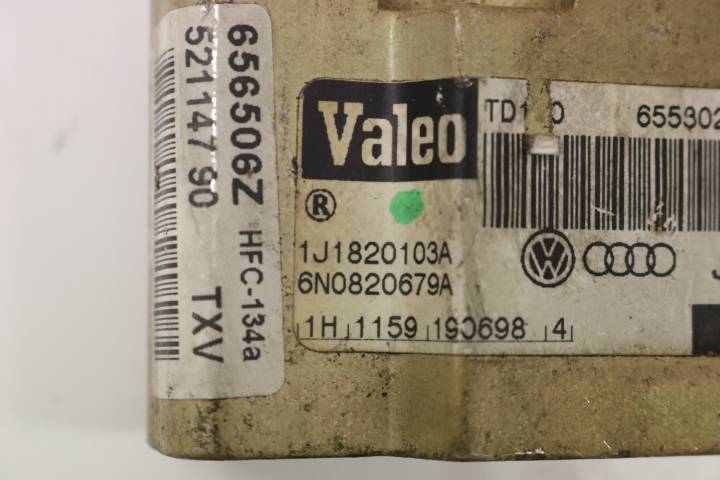 656506Z HFC-134a
52114790 TXV
Valeo
®
1J1820103A
6N0820679A
1H 1159 190698 4